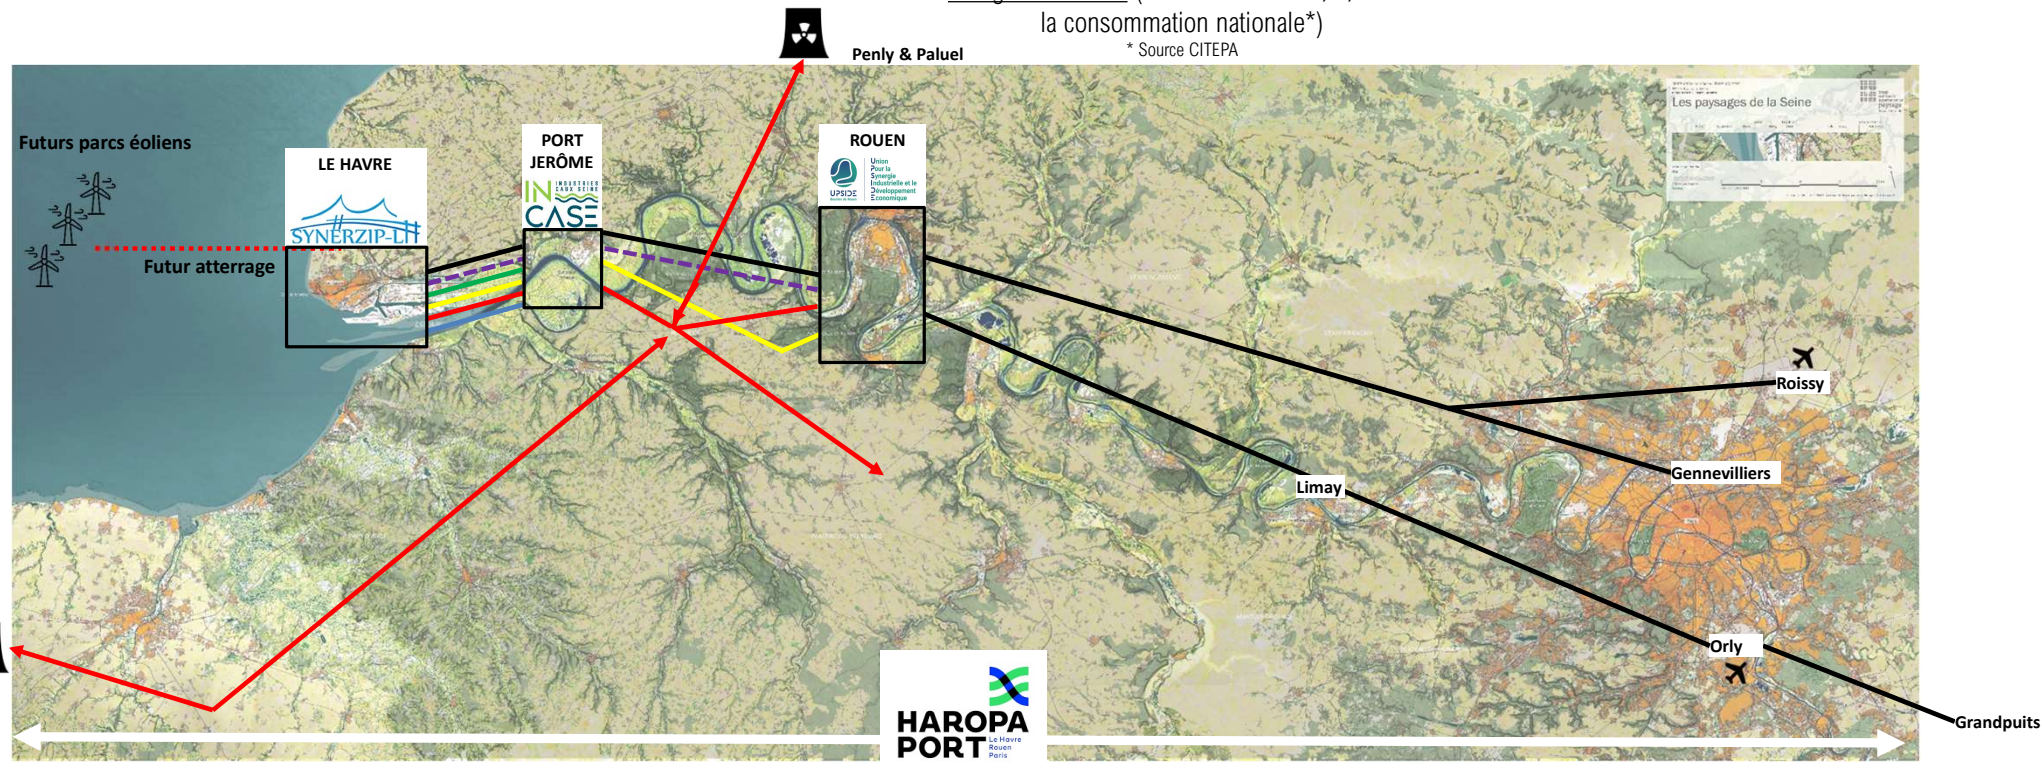 la consommation nationale*)
* Source CITEPA
Penly & Paluel
Les paysages de la Seine
Futurs parcs éoliens
LE HAVRE
SYNERZIP-LH
PORT
JERÔME
INDUSTRIES
CAUX SEINE
IN
CASE
ROUEN
UPSIDE
Union
Pour la
Synergie
Industrielle et le
Développement
Économique
Futur atterrage
Roissy
Gennevilliers
Limay
Orly
Grandpuits
HAROPA
PORT
Le Havre
Rouen
Paris